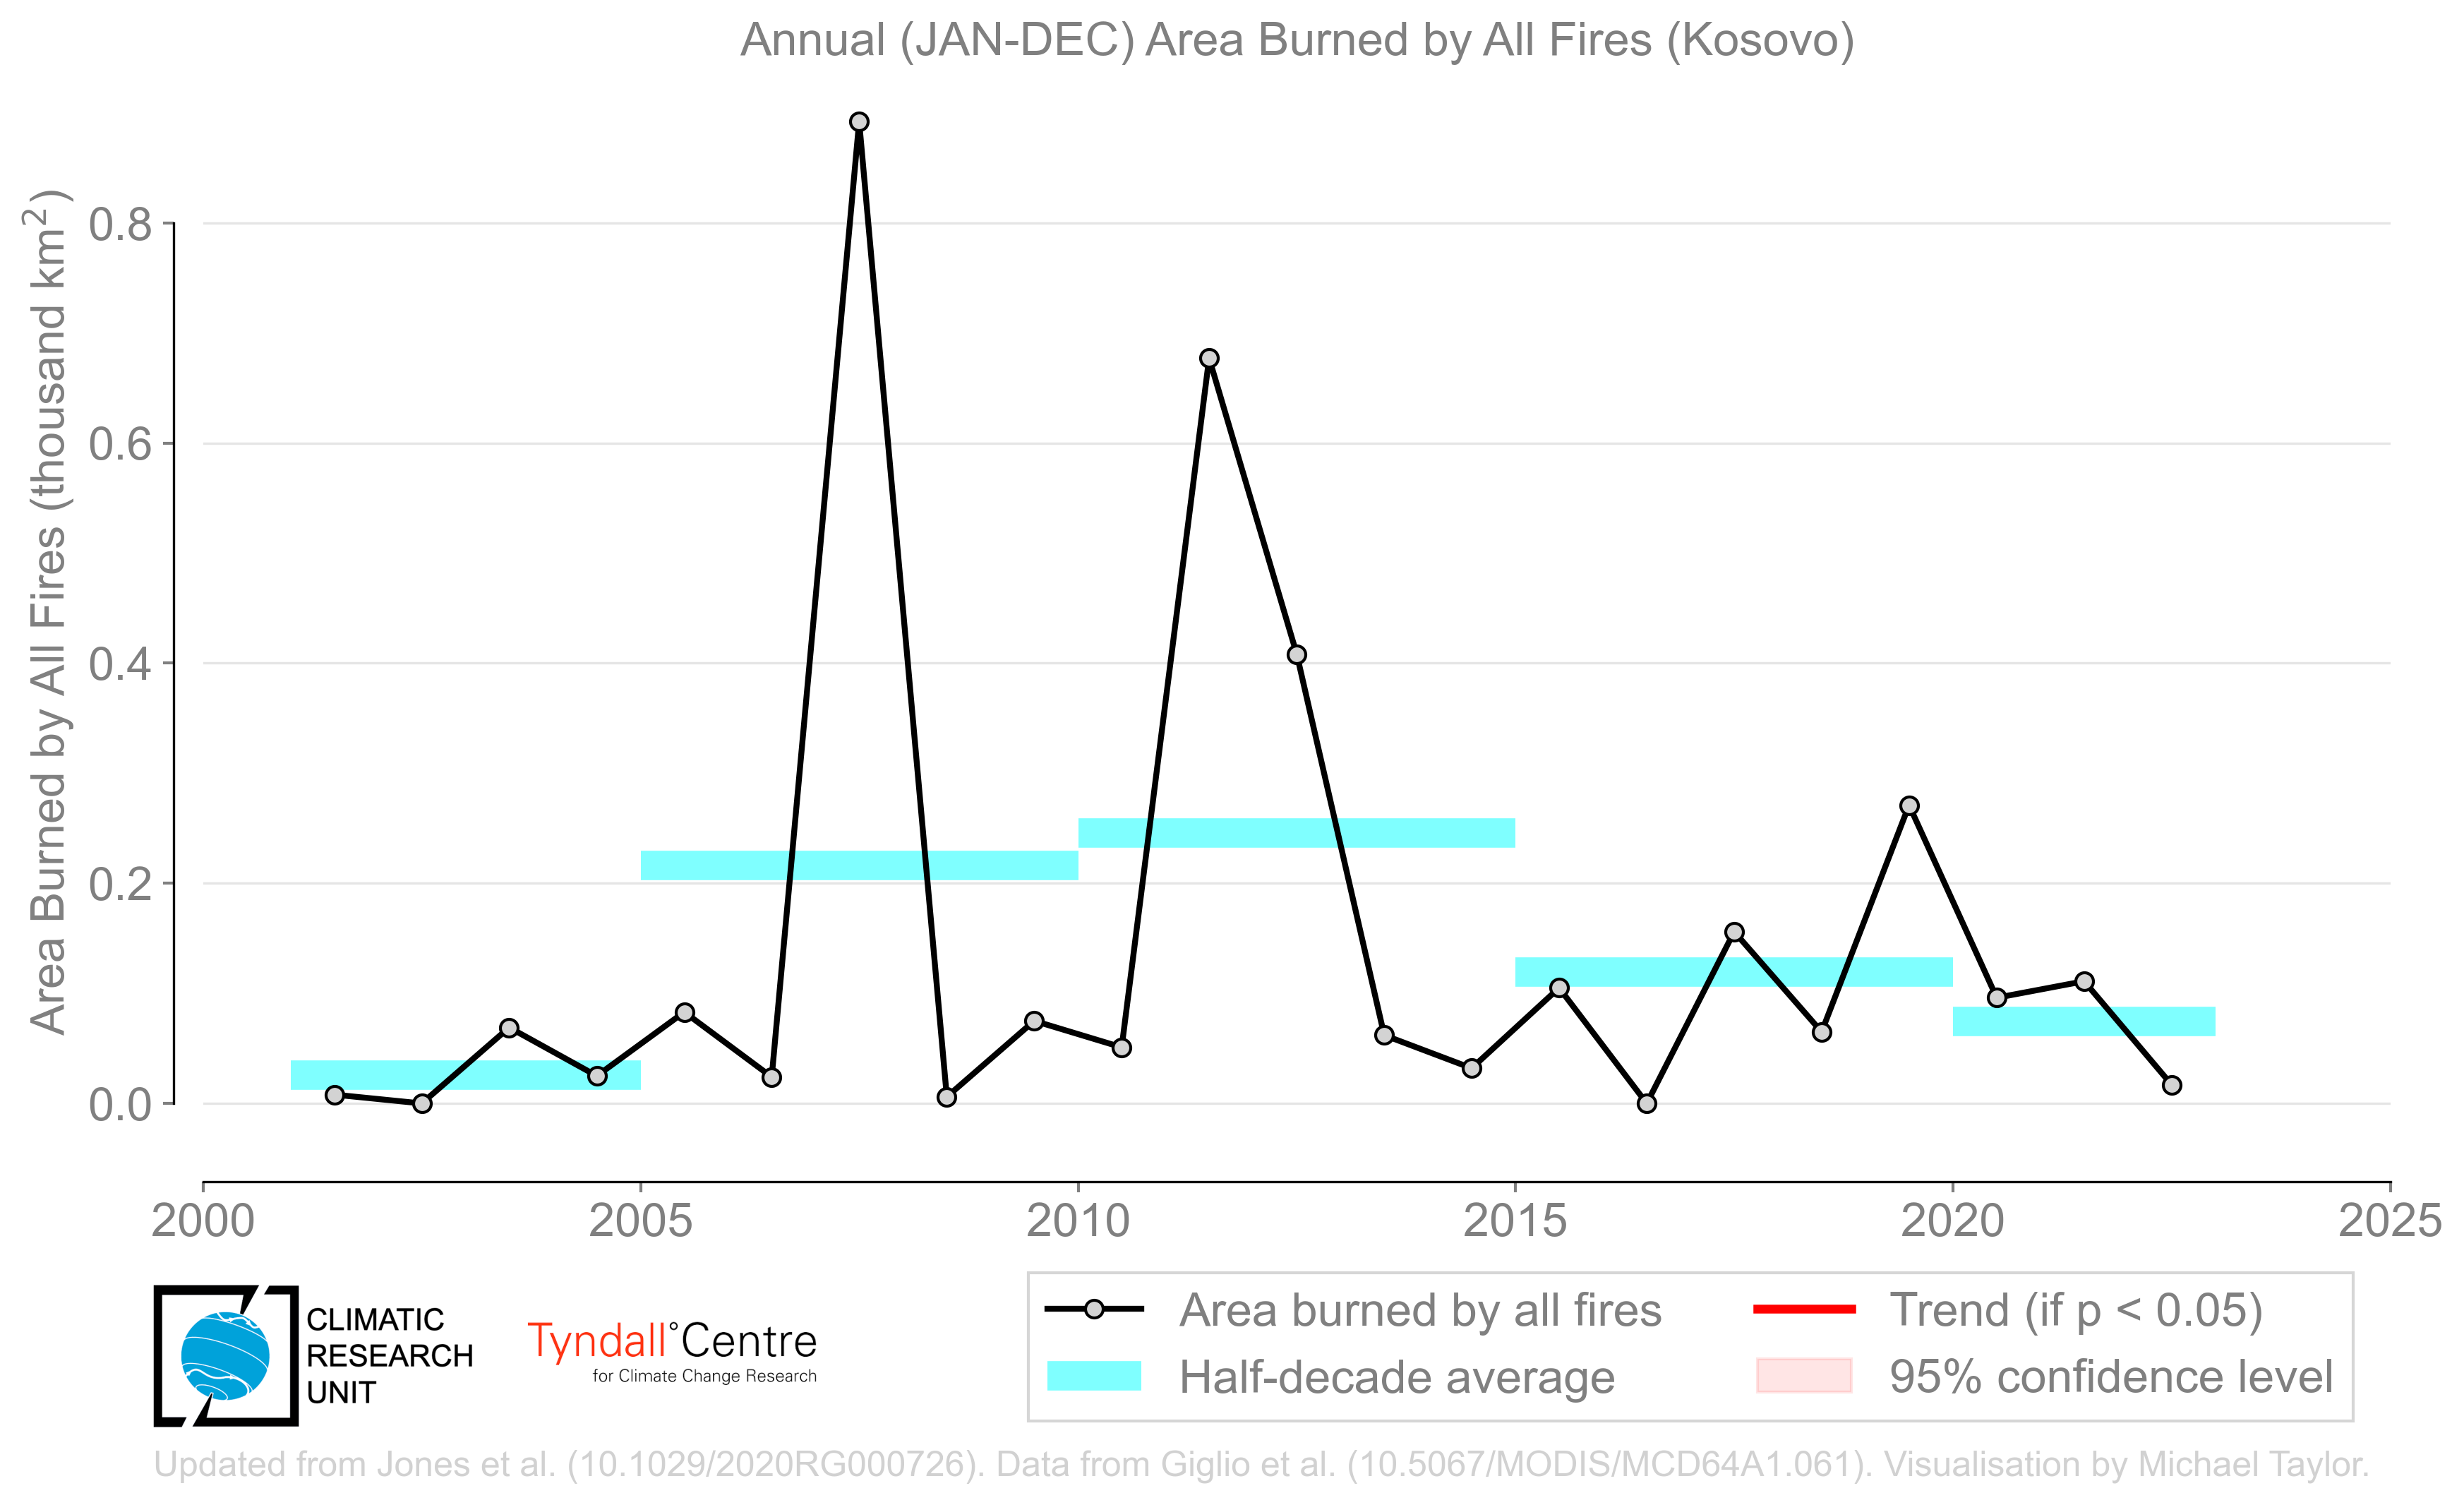 Annual (JAN-DEC) Area Burned by All Fires (Kosovo)
Area Burned by All Fires (thousand km²)
0.8
0.6
0.4
0.2
0.0
2000 2005 2010 2015 2020 2025
CLIMATIC
RESEARCH
UNIT
Tyndall°Centre
for Climate Change Research
Area burned by all fires
Half-decade average
Trend (if p < 0.05)
95% confidence level
Updated from Jones et al. (10.1029/2020RG000726). Data from Giglio et al. (10.5067/MODIS/MCD64A1.061). Visualisation by Michael Taylor.